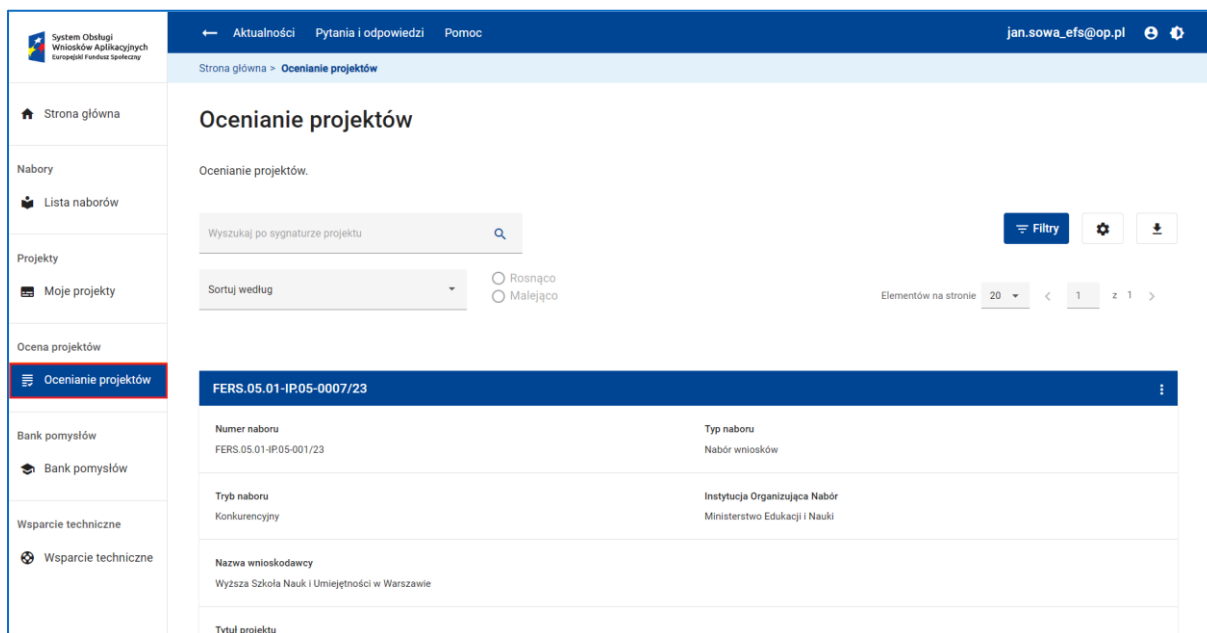 System Obsługi
Wniosków Aplikacyjnych
Europejski Fundusz Społeczny
Aktualności Pytania i odpowiedzi Pomoc
jan.sowa_efs@op.pl
Strona główna > Ocenianie projektów
Strona główna
Nabory
Lista naborów
Projekty
Moje projekty
Ocena projektów
Ocenianie projektów
Bank pomysłów
Bank pomysłów
Wsparcie techniczne
Wsparcie techniczne
Ocenianie projektów
Ocenianie projektów.
Wyszukaj po sygnaturze projektu
Filtry
Sortuj według
Rosnąco
Malejąco
Elementów na stronie 20 < 1 z 1 >
FERS.05.01-IP.05-0007/23
Numer naboru
FERS.05.01-IP.05-001/23
Typ naboru
Nabór wniosków
Tryb naboru
Konkurencyjny
Instytucja Organizująca Nabór
Ministerstwo Edukacji i Nauki
Nazwa wnioskodawcy
Wyższa Szkoła Nauk i Umiejętności w Warszawie
Tytuł projektu